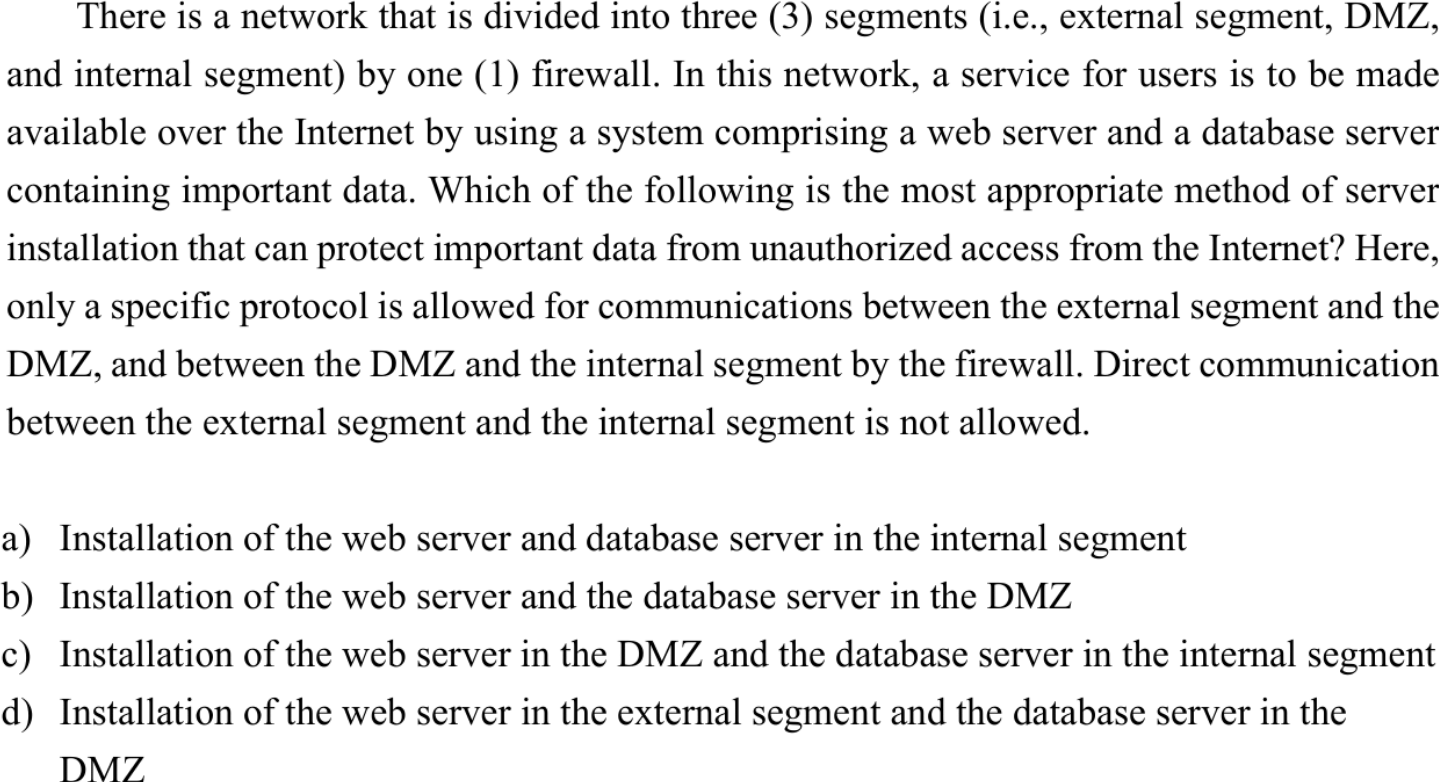 There is a network that is divided into three (3) segments (i.e., external segment, DMZ,
and internal segment) by one (1) firewall. In this network, a service for users is to be made
available over the Internet by using a system comprising a web server and a database server
containing important data. Which of the following is the most appropriate method of server
installation that can protect important data from unauthorized access from the Internet? Here,
only a specific protocol is allowed for communications between the external segment and the
DMZ, and between the DMZ and the internal segment by the firewall. Direct communication
between the external segment and the internal segment is not allowed.
a) Installation of the web server and database server in the internal segment
b) Installation of the web server and the database server in the DMZ
c) Installation of the web server in the DMZ and the database server in the internal segment
d) Installation of the web server in the external segment and the database server in the
DMZ